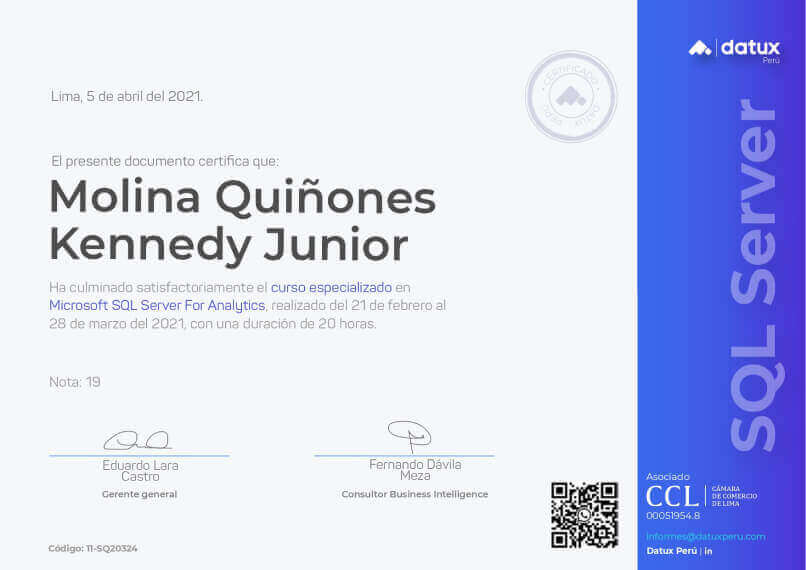 Lima, 5 de abril del 2021.
CERTIFICADO
DATUX
datux
Perú
El presente documento certifica que:
Molina Quiñones
Kennedy Junior
Ha culminado satisfactoriamente el curso especializado en
Microsoft SQL Server For Analytics, realizado del 21 de febrero al
28 de marzo del 2021, con una duración de 20 horas.
Nota: 19
Eduardo Lara
Castro
Gerente general
Fernando Dávila
Meza
Consultor Business Intelligence
Código: 11-SQ20324
SQL Server
Asociado
CCL
CÁMARA
DE COMERCIO
DE LIMA
00051954.8
informes@datuxperu.com
Datux Perú | in